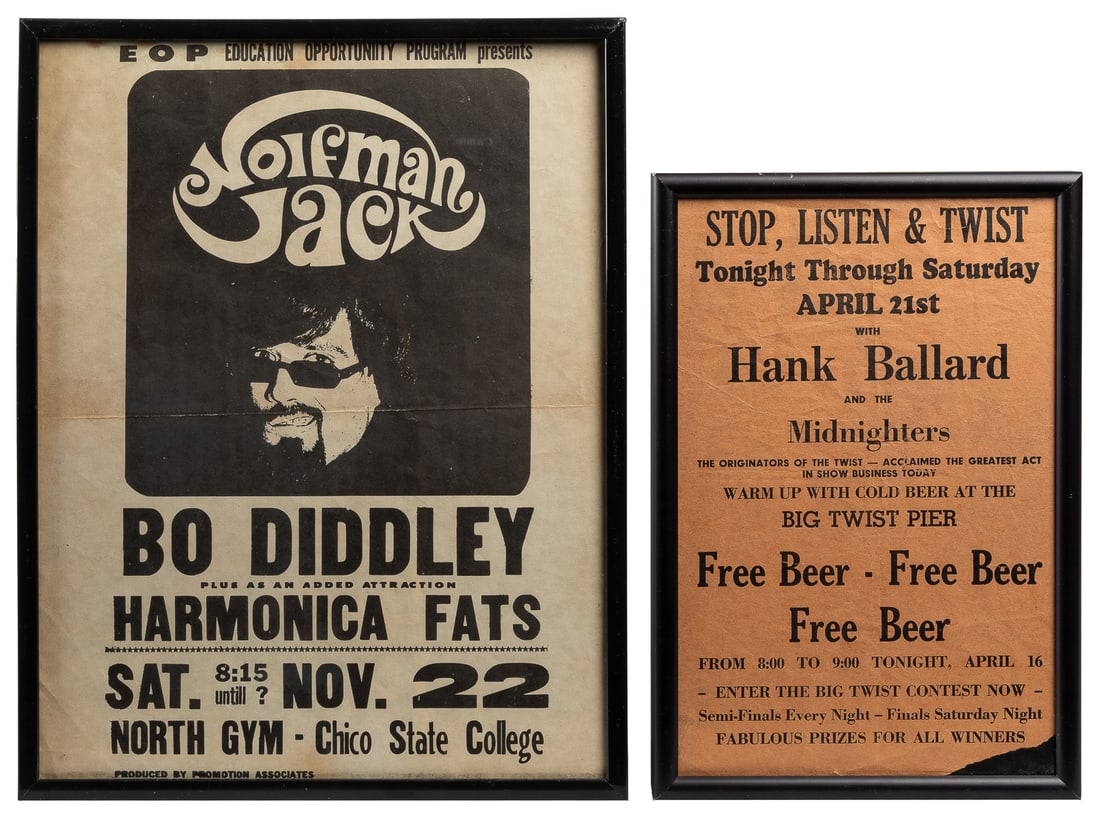 EOP EDUCATION OPPORTUNIITY PROGRAM presents
Wolfman
Jack
BO DIDDLEY
PLUS AS AN ADDED ATTRACTION
HARMONICA FATS
SAT. 8:15 untill ? NOV. 22
NORTH GYM - Chico State College
PRODUCED BY PROMOTION ASSOCIATES
STOP, LISTEN & TWIST
Tonight Through Saturday
APRIL 21st
WITH
Hank Ballard
AND THE
Midnighters
THE ORIGINATORS OF THE TWIST — ACCLAIMED THE GREATEST ACT
IN SHOW BUSINESS TODAY
WARM UP WITH COLD BEER AT THE
BIG TWIST PIER
Free Beer - Free Beer
Free Beer
FROM 8:00 TO 9:00 TONIGHT, APRIL 16
– ENTER THE BIG TWIST CONTEST NOW –
Semi-Finals Every Night – Finals Saturday Night
FABULOUS PRIZES FOR ALL WINNERS